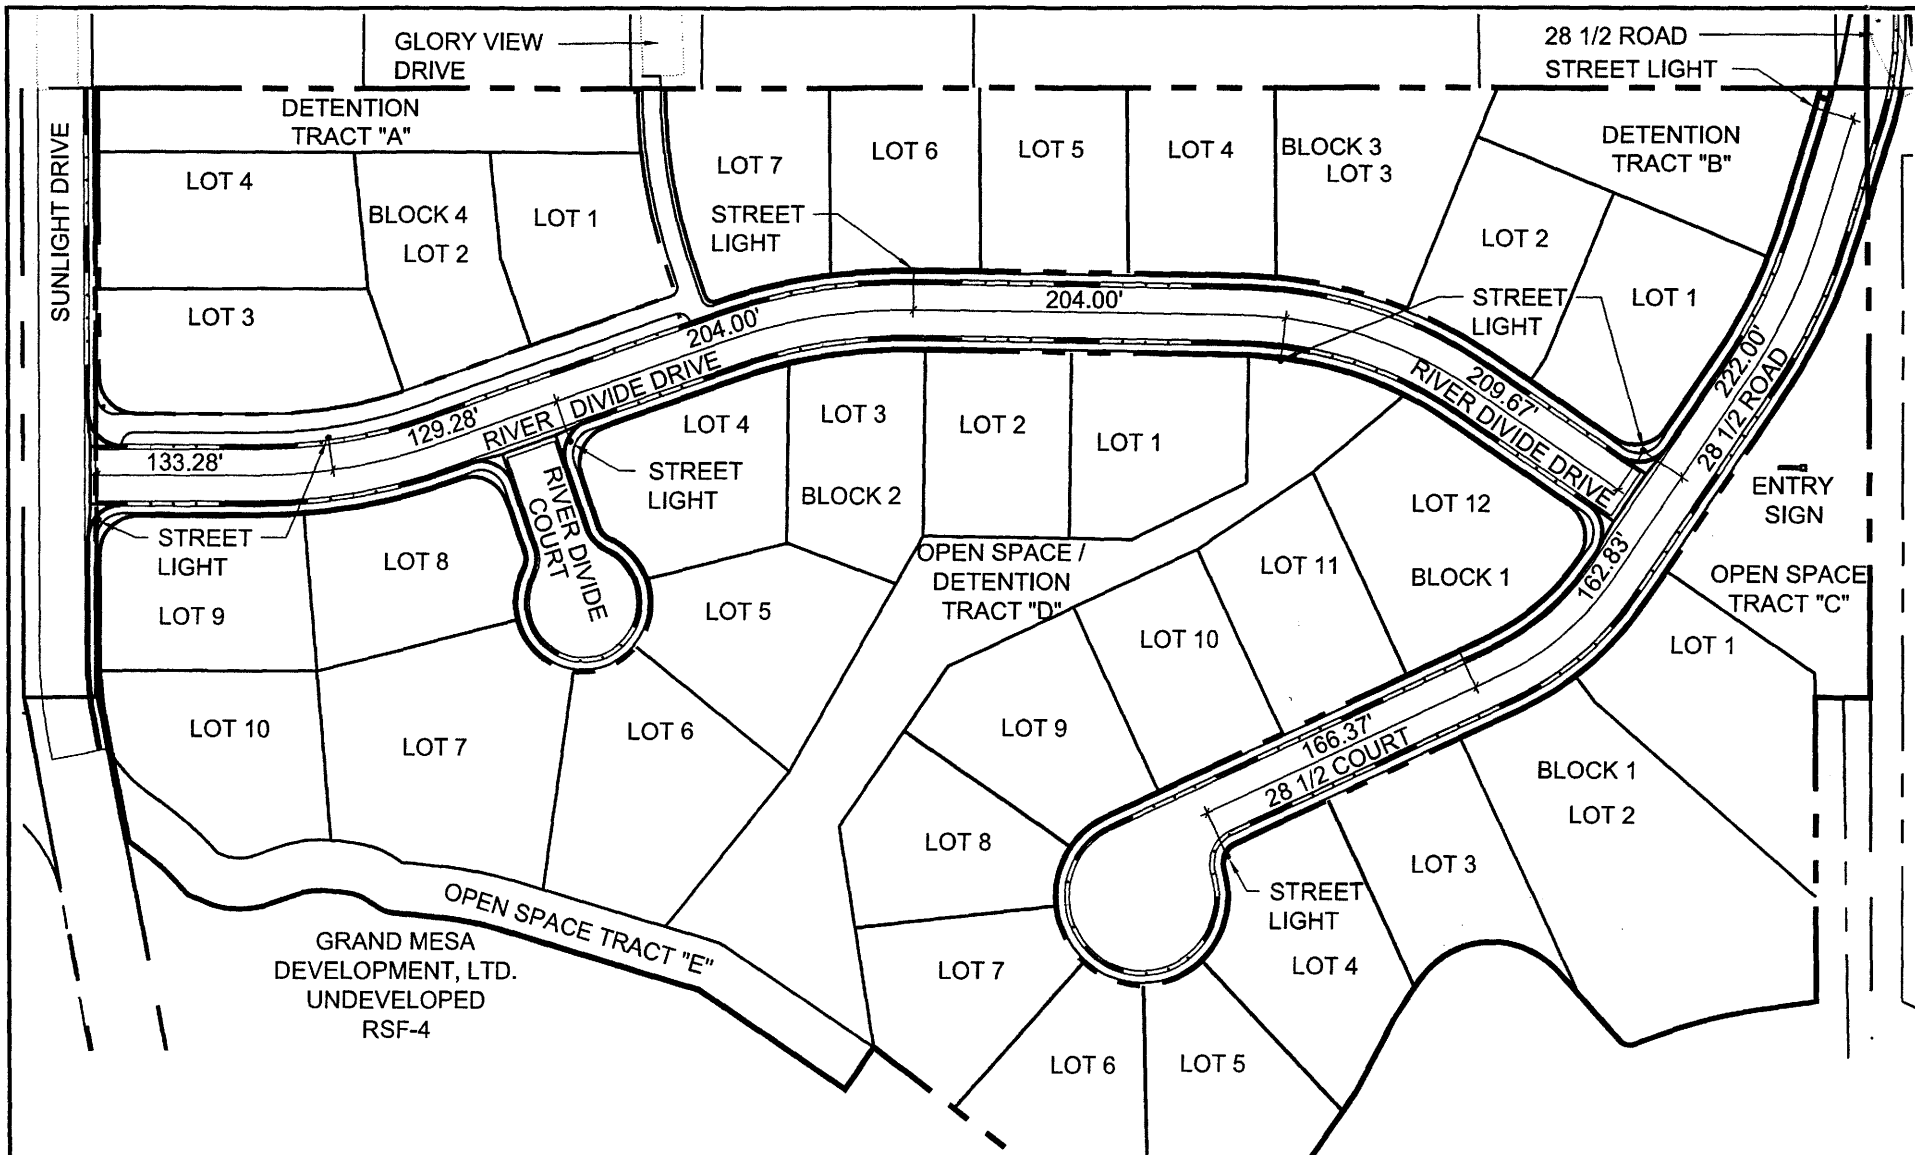 GLORY VIEW
DRIVE
28 1/2 ROAD
STREET LIGHT
SUNLIGHT DRIVE
DETENTION
TRACT "A"
DETENTION
TRACT "B"
LOT 4
BLOCK 4
LOT 2
LOT 1
LOT 3
LOT 7
LOT 6
LOT 5
LOT 4
BLOCK 3
LOT 3
LOT 2
LOT 1
STREET
LIGHT
STREET
LIGHT
204.00'
204.00'
209.67'
222.00'
28 1/2 ROAD
133.28'
129.28'
RIVER DIVIDE DRIVE
RIVER DIVIDE DRIVE
LOT 4
LOT 3
BLOCK 2
LOT 2
LOT 1
STREET
LIGHT
STREET
LIGHT
RIVER DIVIDE
COURT
LOT 8
LOT 9
LOT 5
LOT 10
LOT 7
LOT 6
OPEN SPACE /
DETENTION
TRACT "D"
LOT 12
BLOCK 1
LOT 11
LOT 10
LOT 9
LOT 8
LOT 7
LOT 6
LOT 5
LOT 4
LOT 3
162.83'
166.37'
28 1/2 COURT
STREET
LIGHT
ENTRY
SIGN
OPEN SPACE
TRACT "C"
LOT 1
BLOCK 1
LOT 2
OPEN SPACE TRACT "E"
GRAND MESA
DEVELOPMENT, LTD.
UNDEVELOPED
RSF-4